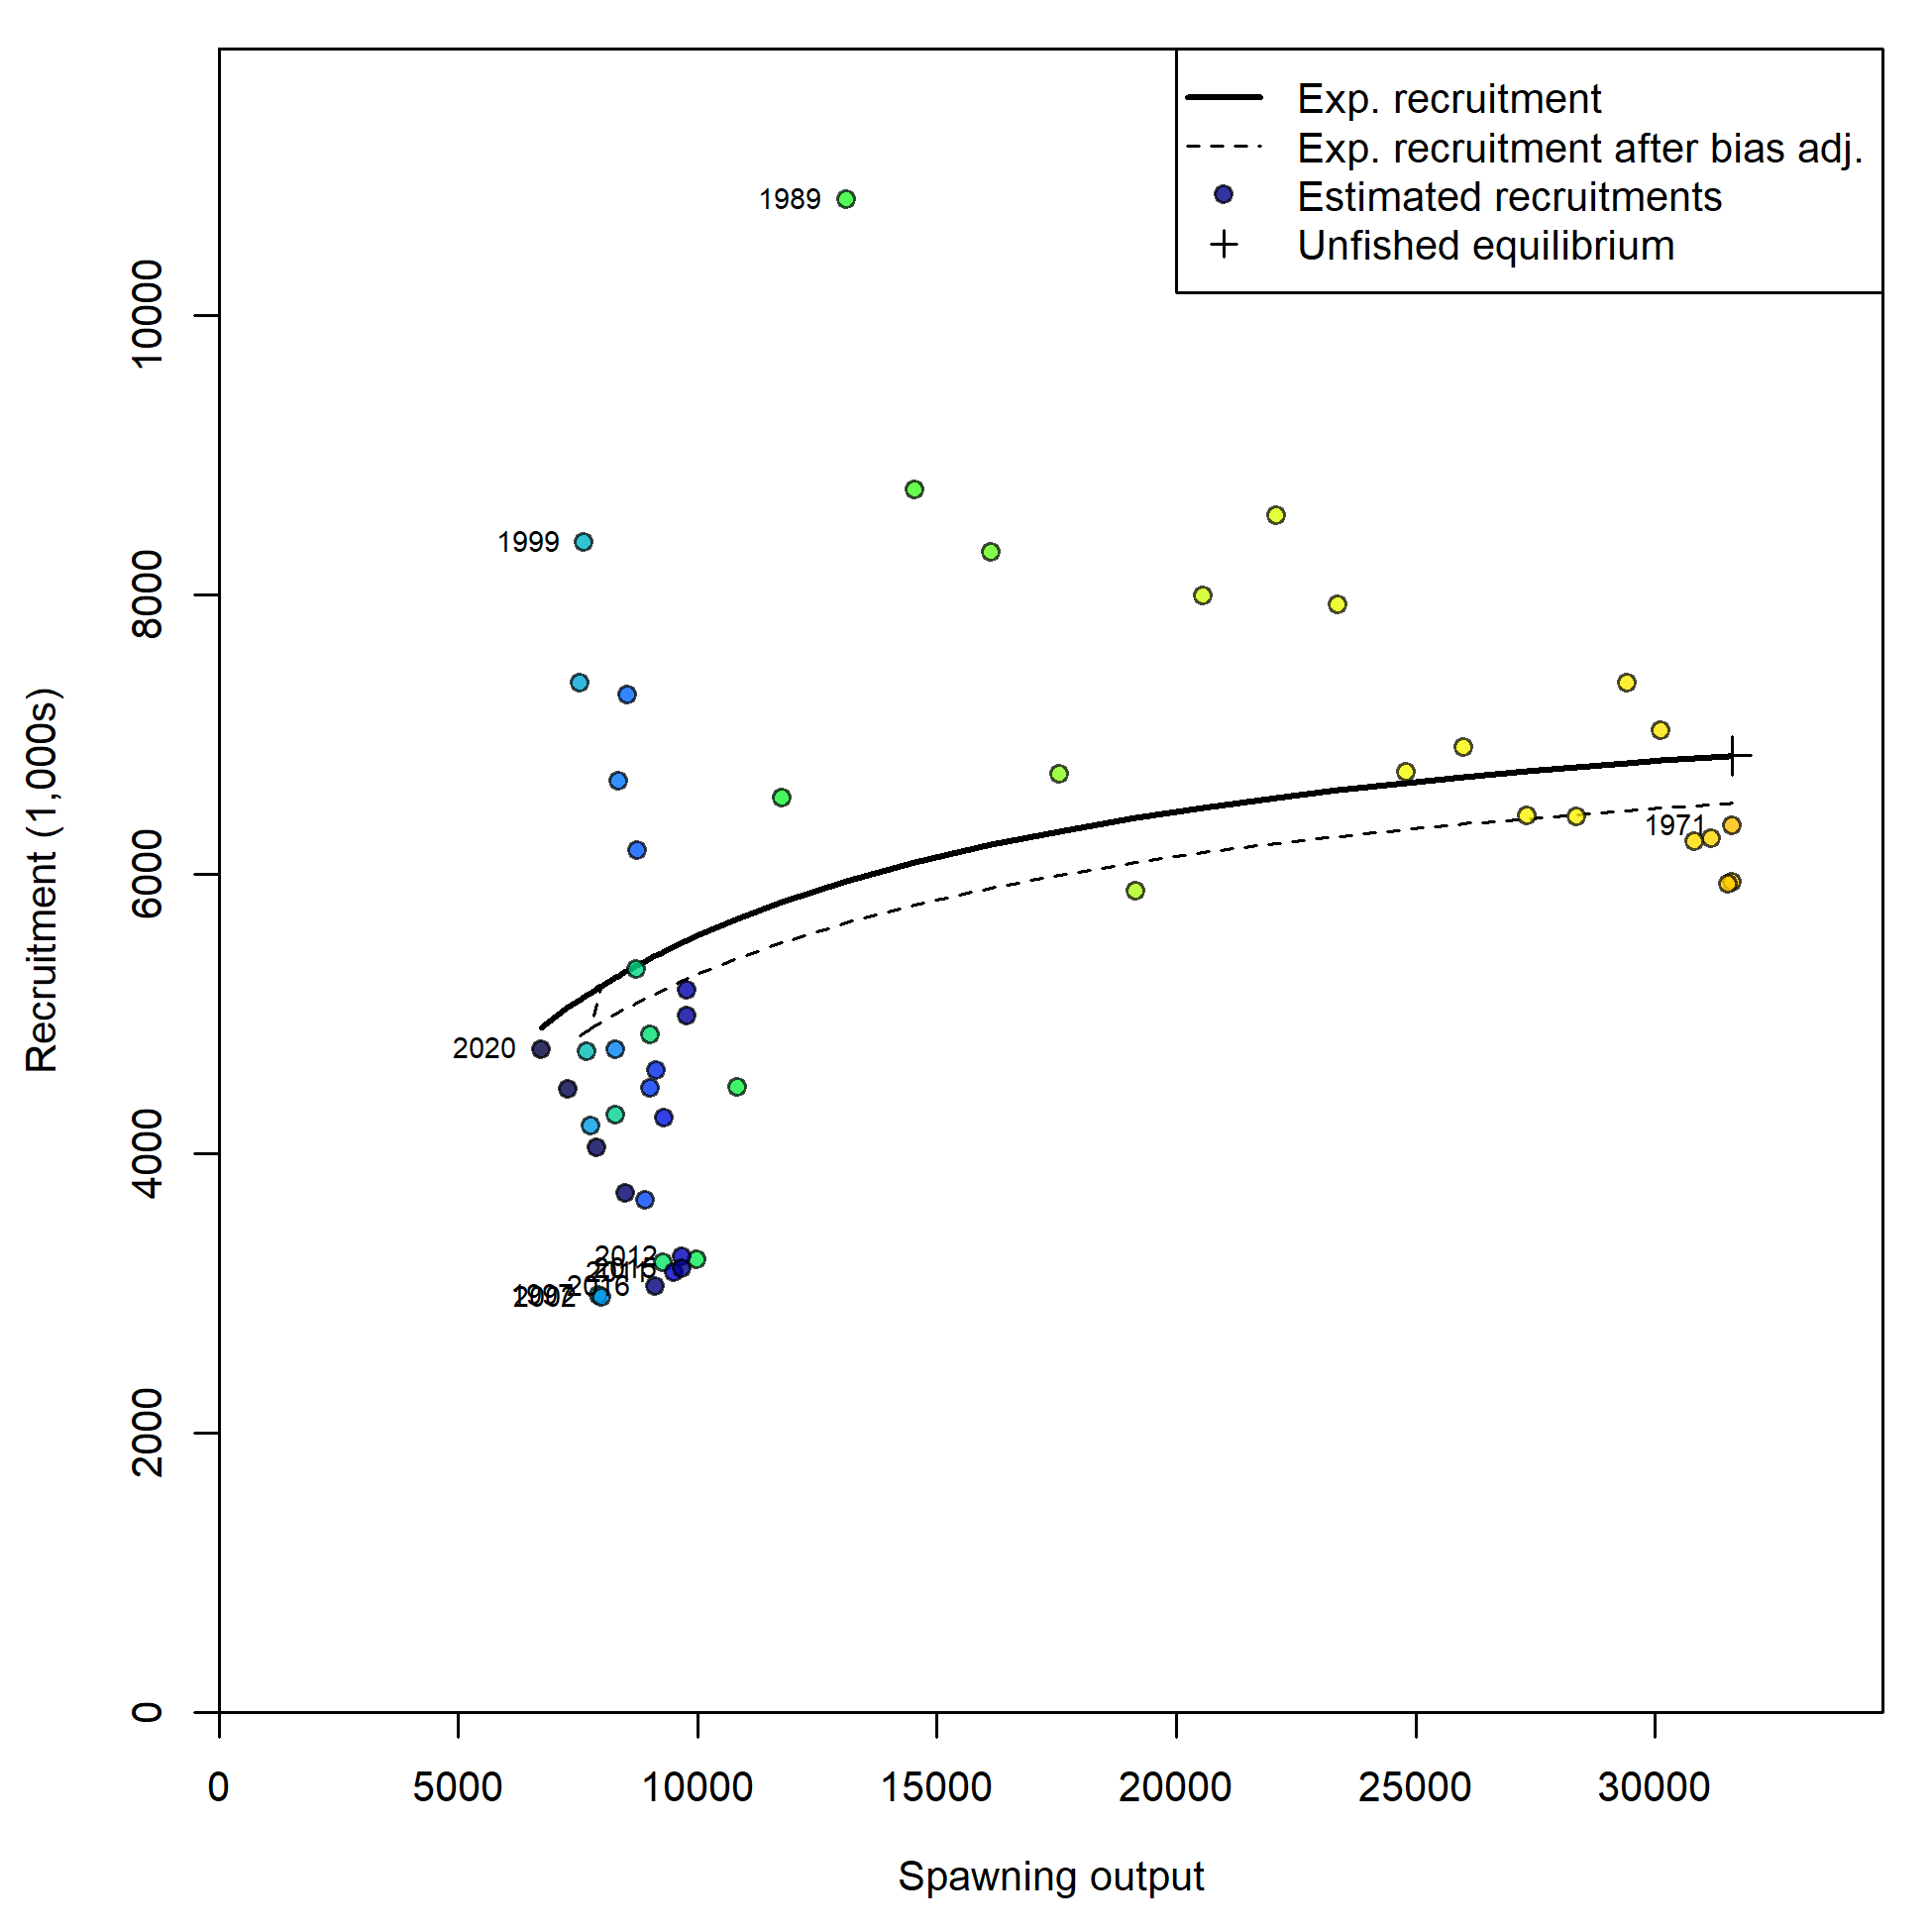 Exp. recruitment
Exp. recruitment after bias adj.
Estimated recruitments
Unfished equilibrium
1989
1999
1971
2020
2012
2016
2002
Recruitment (1,000s)
10000
8000
6000
4000
2000
0
0 5000 10000 15000 20000 25000 30000
Spawning output